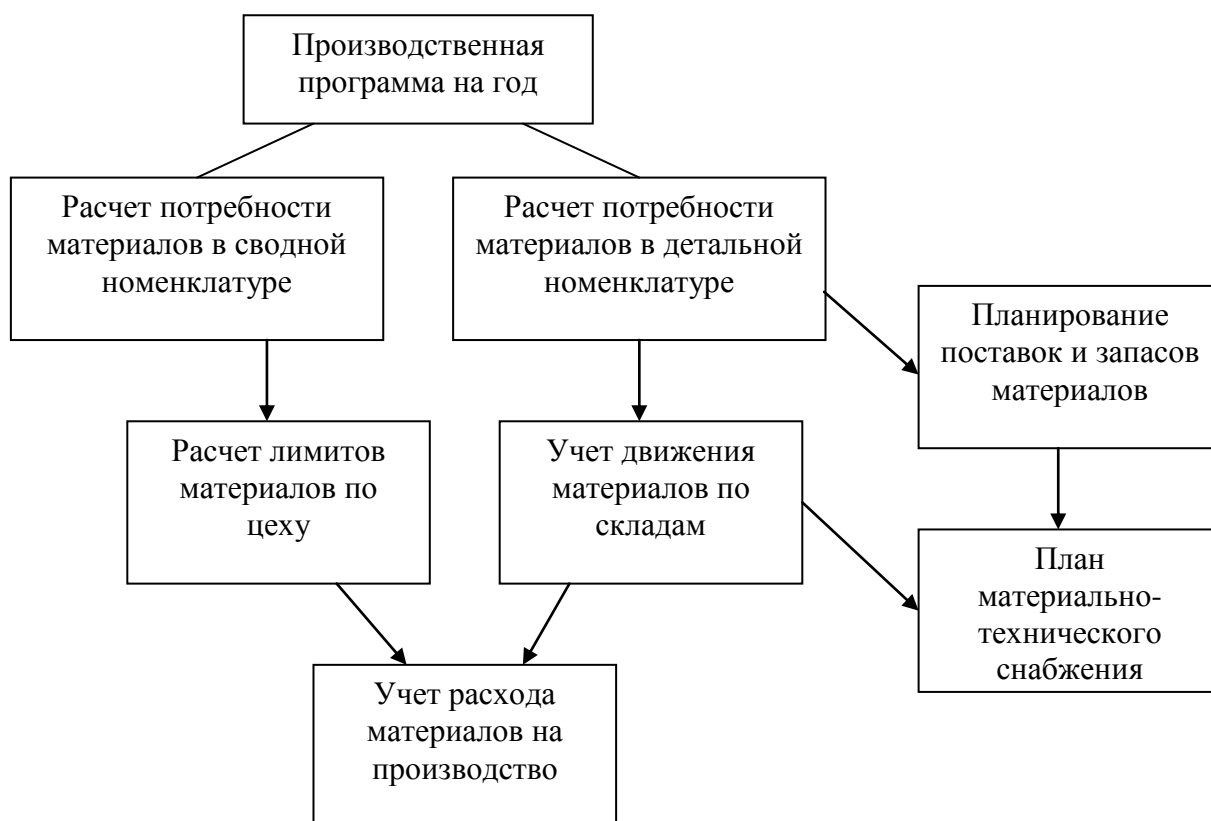 Производственная
программа на год
Расчет потребности
материалов в сводной
номенклатуре
Расчет потребности
материалов в детальной
номенклатуре
Планирование
поставок и запасов
материалов
Расчет лимитов
материалов по
цеху
Учет движения
материалов по
складам
План
материально-
технического
снабжения
Учет расхода
материалов на
производство